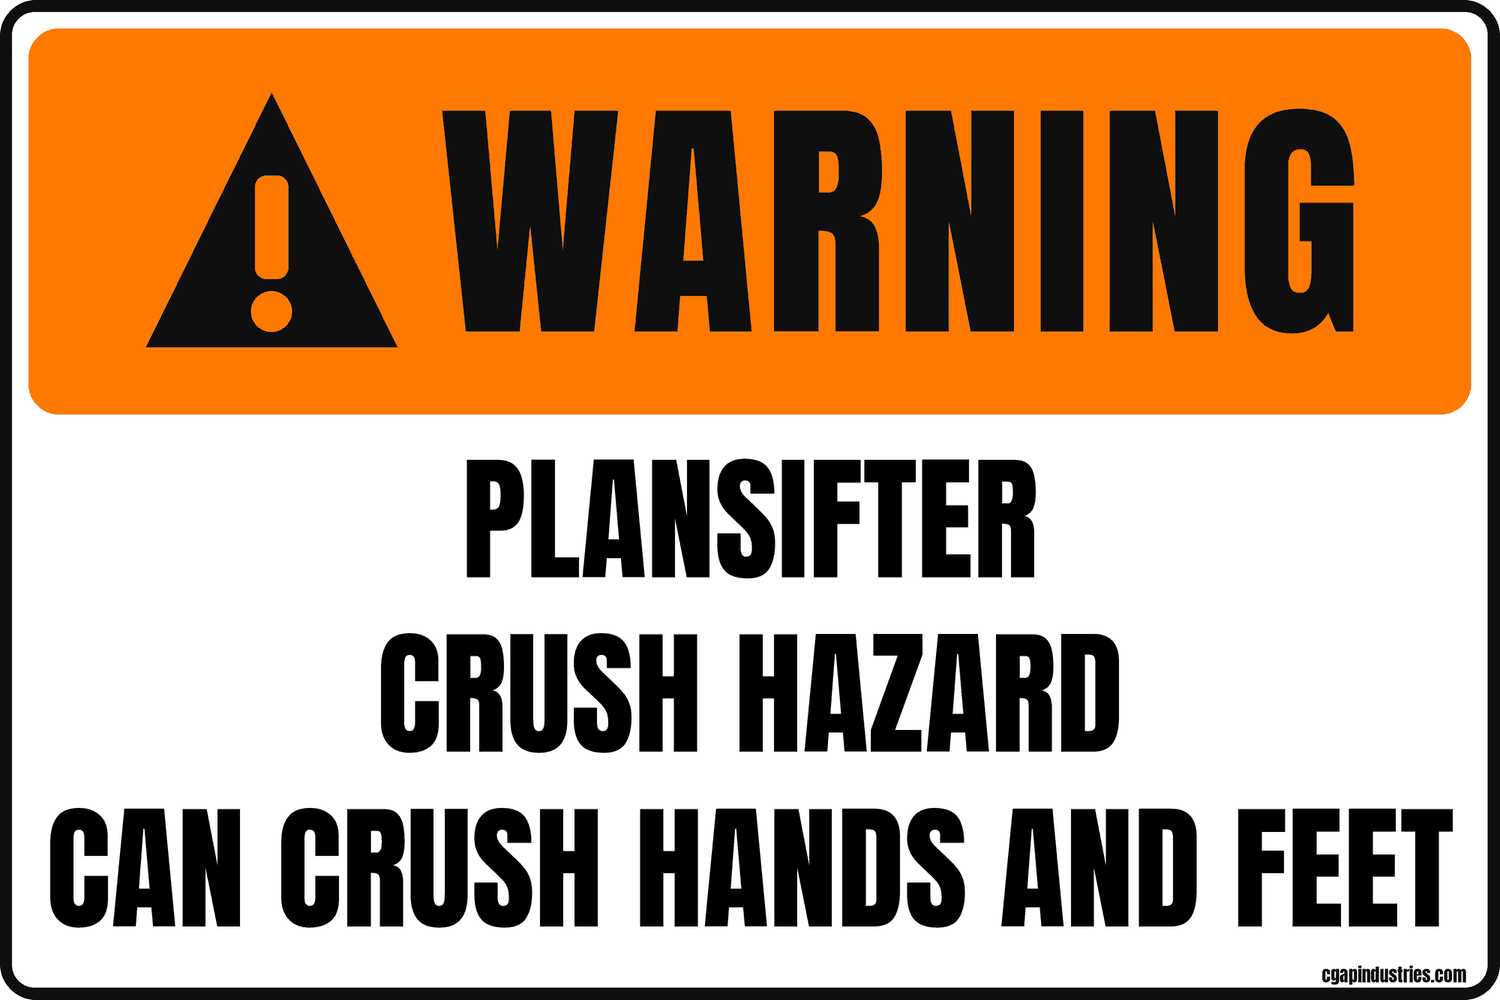 WARNING
PLANSIFTER
CRUSH HAZARD
CAN CRUSH HANDS AND FEET
cgapindustries.com